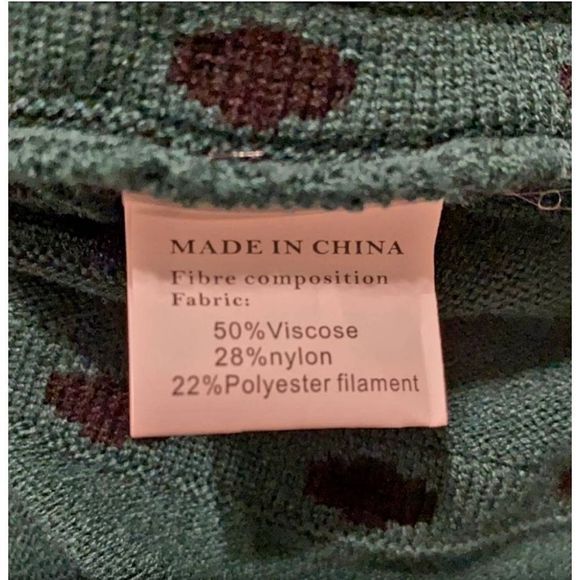 MADE IN CHINA
Fibre composition
Fabric:
50%Viscose
28%nylon
22%Polyester filament